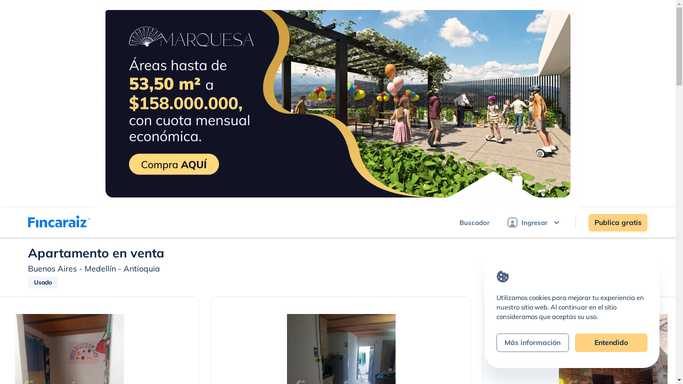 MARQUESA
Áreas hasta de
53,50 m² a
$158.000.000,
con cuota mensual
económica.
Compra AQUÍ
Fincaraiz
Buscador
Ingresar
Publica gratis
Apartamento en venta
Buenos Aires - Medellín - Antioquia
Usado
Utilizamos cookies para mejorar tu experiencia en
nuestro sitio web. Al continuar en el sitio
consideramos que aceptas su uso.
Más información
Entendido